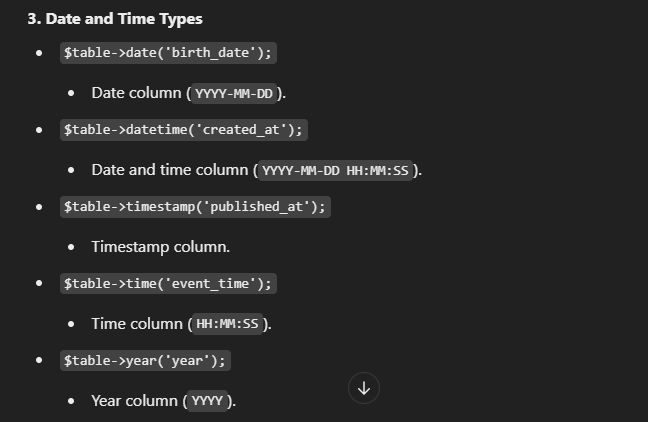 3. Date and Time Types
• $table->date('birth_date');
• Date column (YYYY-MM-DD).
• $table->datetime('created_at');
• Date and time column (YYYY-MM-DD HH:MM:SS).
• $table->timestamp('published_at');
• Timestamp column.
• $table->time('event_time');
• Time column (HH:MM:SS).
• $table->year('year');
• Year column (YYYY).